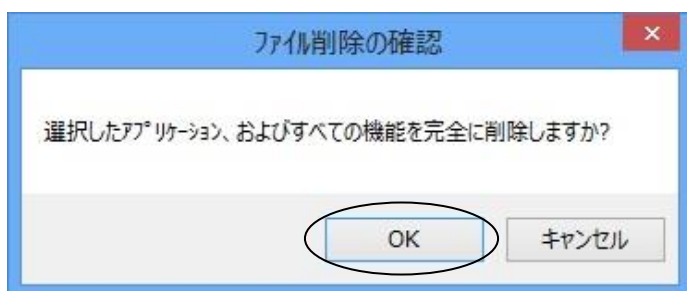 ファイル削除の確認
選択したｱﾌﾟﾘｹｰｼｮﾝ、およびすべての機能を完全に削除しますか?
OK
キャンセル